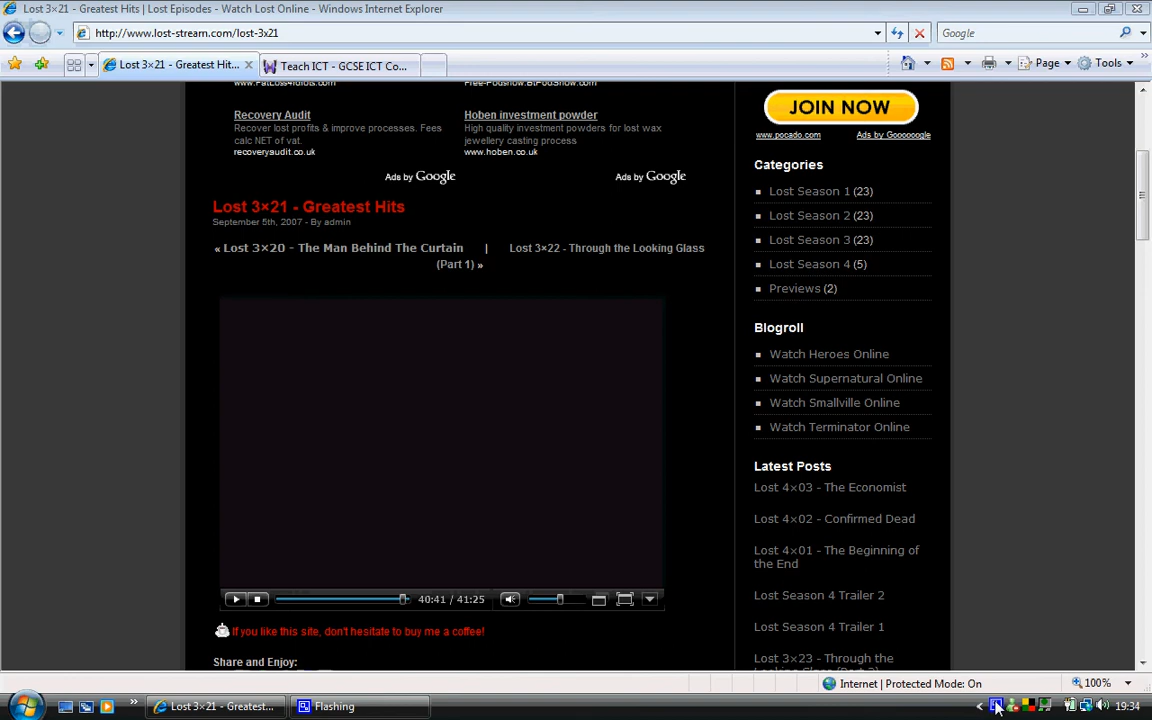 Lost 3×21 - Greatest Hits | Lost Episodes - Watch Lost Online - Windows Internet Explorer
http://www.lost-stream.com/lost-3x21
Google
Lost 3×21 - Greatest Hit...
Teach ICT - GCSE ICT Co...
Page
Tools
Recovery Audit
Recover lost profits & improve processes. Fees
calc NET of vat.
recoveryaudit.co.uk
Hoben investment powder
High quality investment powders for lost wax
jewellery casting process
www.hoben.co.uk
Ads by Google
Ads by Google
Lost 3×21 - Greatest Hits
September 5th, 2007 - By admin
« Lost 3×20 - The Man Behind The Curtain | Lost 3×22 - Through the Looking Glass
(Part 1) »
40:41 / 41:25
If you like this site, don't hesitate to buy me a coffee!
Share and Enjoy:
JOIN NOW
www.pocado.com
Ads by Goooooogle
Categories
Lost Season 1 (23)
Lost Season 2 (23)
Lost Season 3 (23)
Lost Season 4 (5)
Previews (2)
Blogroll
Watch Heroes Online
Watch Supernatural Online
Watch Smallville Online
Watch Terminator Online
Latest Posts
Lost 4×03 - The Economist
Lost 4×02 - Confirmed Dead
Lost 4×01 - The Beginning of
the End
Lost Season 4 Trailer 2
Lost Season 4 Trailer 1
Lost 3×23 - Through the
Internet | Protected Mode: On
100%
Lost 3×21 - Greatest...
Flashing
19:34